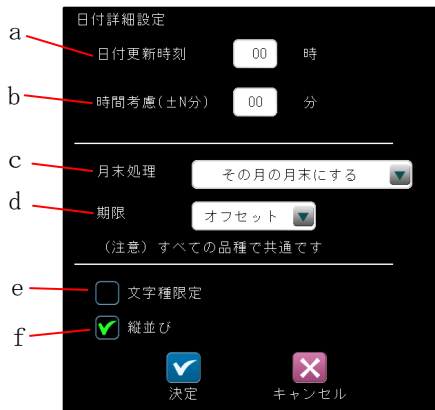 日付詳細設定
a 日付更新時刻 00 時
b 時間考慮(±N分) 00 分
c 月末処理 その月の月末にする
d 期限 オフセット
(注意) すべての品種で共通です
e 文字種限定
f 縦並び
決定 キャンセル